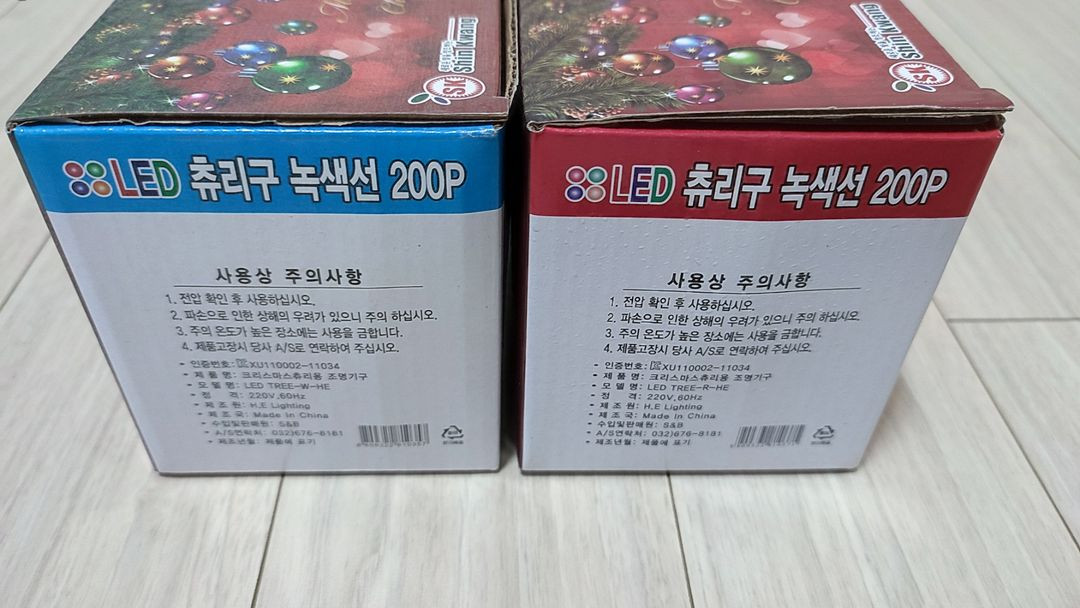 Shin Kwang
SK
LED 츄리구 녹색선 200P
사용상 주의사항
1. 전압 확인 후 사용하십시오.
2. 파손으로 인한 상해의 우려가 있으니 주의 하십시오.
3. 주의 온도가 높은 장소에는 사용을 금합니다.
4. 제품고장시 당사 A/S로 연락하여 주십시오.
• 인증번호: XU110002-11034
• 제 품 명: 크리스마스츄리용 조명기구
• 모 델 명: LED TREE-W-HE
• 정 격: 220V,60Hz
• 제 조 원: H.E Lighting
• 제 조 국: Made In China
• 수입및판매원: S&B
• A/S연락처: 032)676-8181
• 제조년월: 제품에 표기
Shin Kwang
SK
LED 츄리구 녹색선 200P
사용상 주의사항
1. 전압 확인 후 사용하십시오.
2. 파손으로 인한 상해의 우려가 있으니 주의 하십시오.
3. 주의 온도가 높은 장소에는 사용을 금합니다.
4. 제품고장시 당사 A/S로 연락하여 주십시오.
• 인증번호: XU110002-11034
• 제 품 명: 크리스마스츄리용 조명기구
• 모 델 명: LED TREE-R-HE
• 정 격: 220V,60Hz
• 제 조 원: H.E Lighting
• 제 조 국: Made In China
• 수입및판매원: S&B
• A/S연락처: 032)676-8181
• 제조년월: 제품에 표기